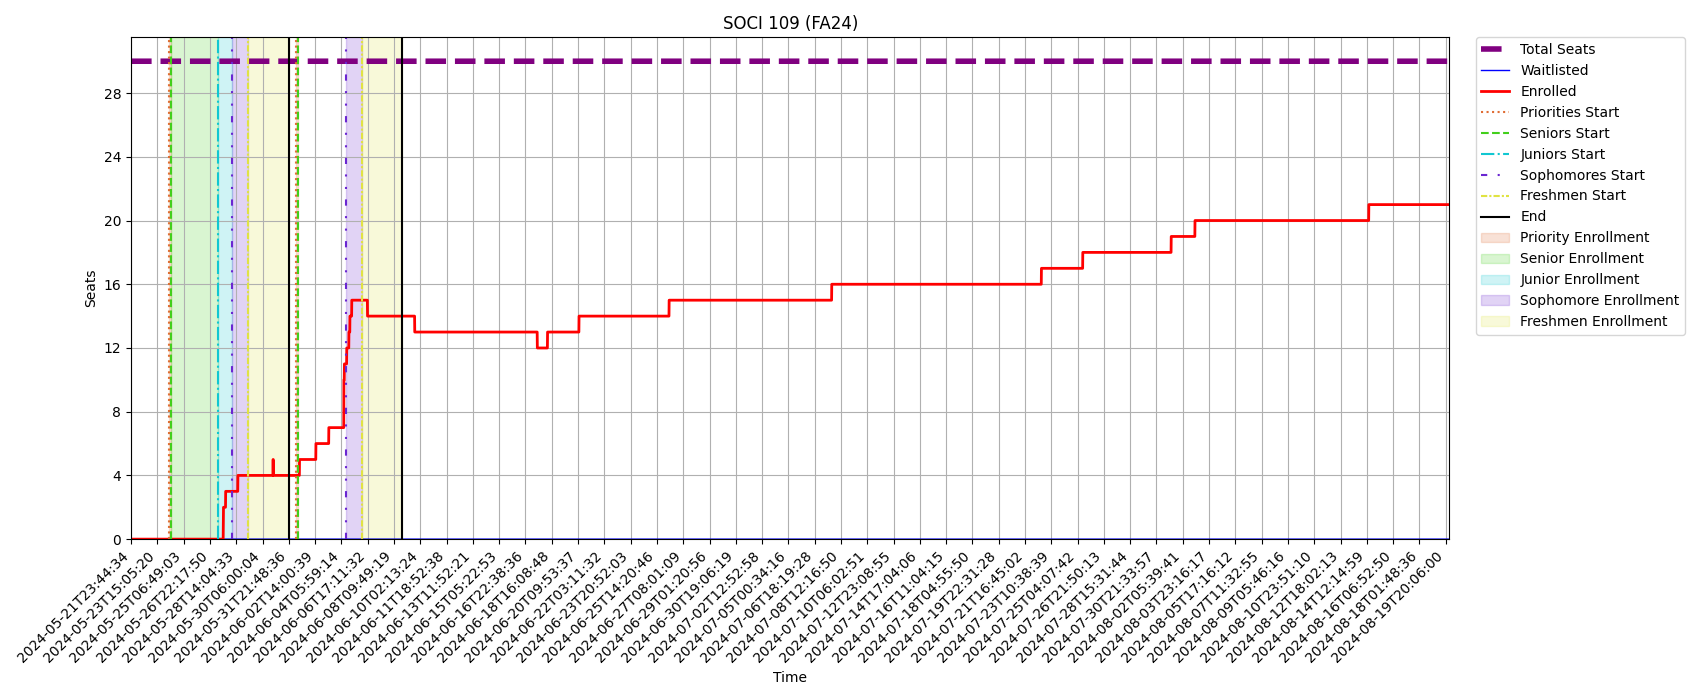 SOCI 109 (FA24)
Seats
28
24
20
16
12
8
4
0
2024-05-21T23:44:34
2024-05-23T15:05:20
2024-05-25T06:49:03
2024-05-26T22:17:50
2024-05-28T14:04:33
2024-05-30T06:00:04
2024-05-31T21:48:36
2024-06-02T14:00:39
2024-06-04T05:59:14
2024-06-06T17:11:32
2024-06-08T09:49:19
2024-06-10T02:13:24
2024-06-11T18:52:38
2024-06-13T11:52:21
2024-06-15T05:22:53
2024-06-16T22:38:36
2024-06-18T16:08:48
2024-06-20T09:53:37
2024-06-22T03:11:32
2024-06-23T20:52:03
2024-06-25T14:20:46
2024-06-27T08:01:09
2024-06-29T01:20:56
2024-06-30T19:06:19
2024-07-02T12:52:58
2024-07-05T00:34:16
2024-07-06T18:19:28
2024-07-08T12:16:50
2024-07-10T06:02:51
2024-07-12T23:08:55
2024-07-14T17:04:06
2024-07-16T11:04:15
2024-07-18T04:55:50
2024-07-19T22:31:28
2024-07-21T16:45:02
2024-07-23T10:38:39
2024-07-25T04:07:42
2024-07-26T21:50:13
2024-07-28T15:31:44
2024-07-30T21:33:57
2024-08-02T05:39:41
2024-08-03T23:16:17
2024-08-05T17:16:12
2024-08-07T11:32:55
2024-08-09T05:46:16
2024-08-10T23:51:10
2024-08-12T18:02:13
2024-08-14T12:14:59
2024-08-16T06:52:50
2024-08-18T01:48:36
2024-08-19T20:06:00
Time
Total Seats
Waitlisted
Enrolled
Priorities Start
Seniors Start
Juniors Start
Sophomores Start
Freshmen Start
End
Priority Enrollment
Senior Enrollment
Junior Enrollment
Sophomore Enrollment
Freshmen Enrollment